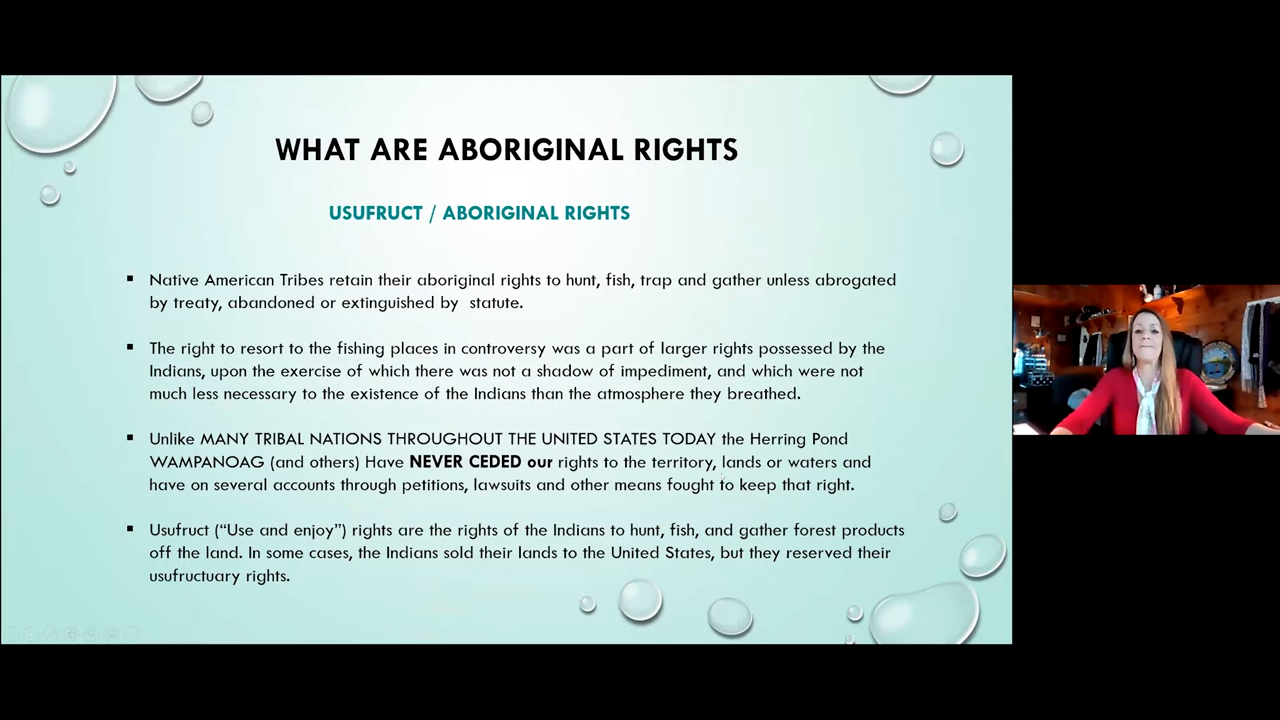 WHAT ARE ABORIGINAL RIGHTS
USUFRUCT / ABORIGINAL RIGHTS
▪ Native American Tribes retain their aboriginal rights to hunt, fish, trap and gather unless abrogated
by treaty, abandoned or extinguished by statute.
▪ The right to resort to the fishing places in controversy was a part of larger rights possessed by the
Indians, upon the exercise of which there was not a shadow of impediment, and which were not
much less necessary to the existence of the Indians than the atmosphere they breathed.
▪ Unlike MANY TRIBAL NATIONS THROUGHOUT THE UNITED STATES TODAY the Herring Pond
WAMPANOAG (and others) Have NEVER CEDED our rights to the territory, lands or waters and
have on several accounts through petitions, lawsuits and other means fought to keep that right.
▪ Usufruct (“Use and enjoy”) rights are the rights of the Indians to hunt, fish, and gather forest products
off the land. In some cases, the Indians sold their lands to the United States, but they reserved their
usufructuary rights.